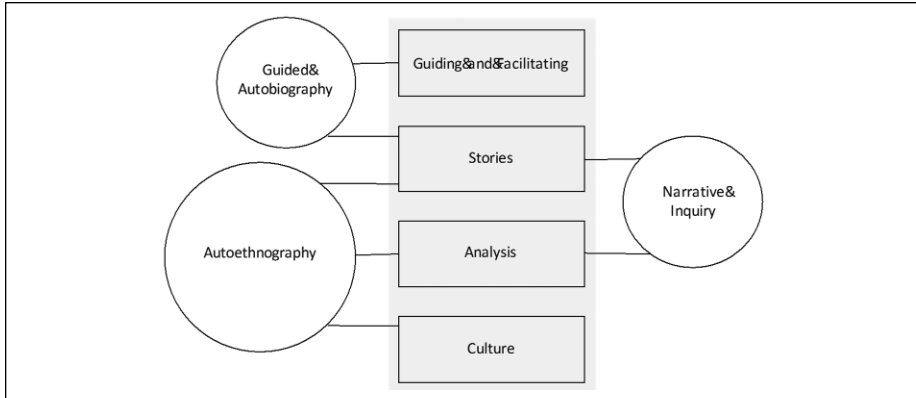 Guided&
Autobiography
Guiding&and&Facilitating
Stories
Narrative&
Inquiry
Autoethnography
Analysis
Culture